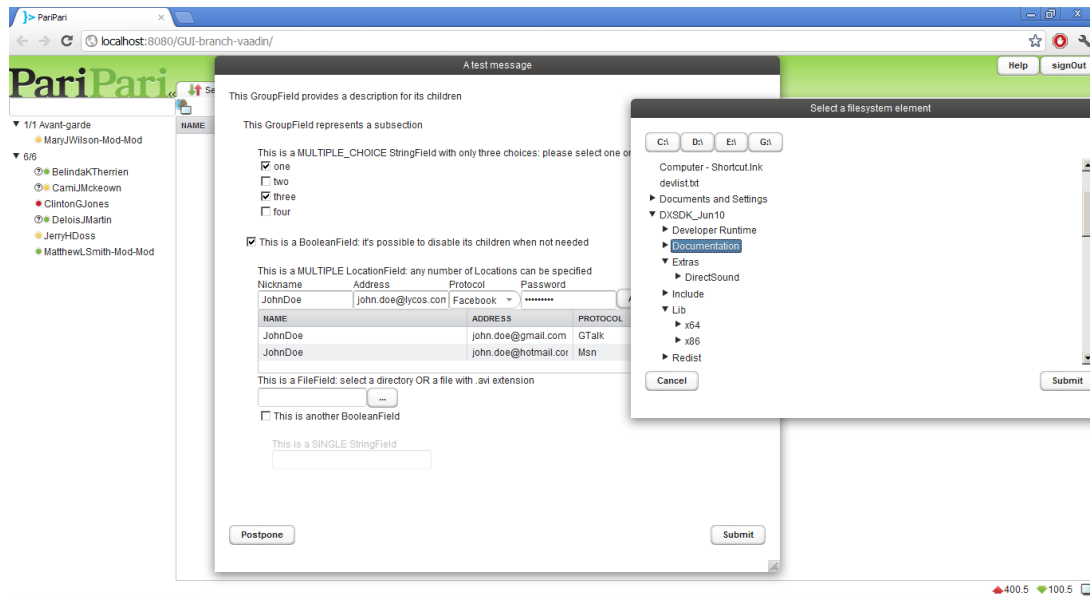 }> PariPari
localhost:8080/GUI-branch-vaadin/
PariPari
Help
signOut
A test message
This GroupField provides a description for its children
This GroupField represents a subsection
This is a MULTIPLE_CHOICE StringField with only three choices: please select one or
one
two
three
four
This is a BooleanField: it's possible to disable its children when not needed
This is a MULTIPLE LocationField: any number of Locations can be specified
Nickname Address Protocol Password
JohnDoe john.doe@lycos.com Facebook •••••••••
NAME ADDRESS PROTOCOL
JohnDoe john.doe@gmail.com GTalk
JohnDoe john.doe@hotmail.cor Msn
This is a FileField: select a directory OR a file with .avi extension
...
This is another BooleanField
This is a SINGLE StringField
Postpone
Submit
Select a filesystem element
C:\ D:\ E:\ G:\
Computer - Shortcut.lnk
devlist.txt
Documents and Settings
DXSDK_Jun10
Developer Runtime
Documentation
Extras
DirectSound
Include
Lib
x64
x86
Redist
Cancel
Submit
« Se
NAME
1/1 Avant-garde
MaryJWilson-Mod-Mod
6/6
BelindaKTherrien
CamiJMckeown
ClintonGJones
DeloisJMartin
JerryHDoss
MatthewLSmith-Mod-Mod
400.5 100.5